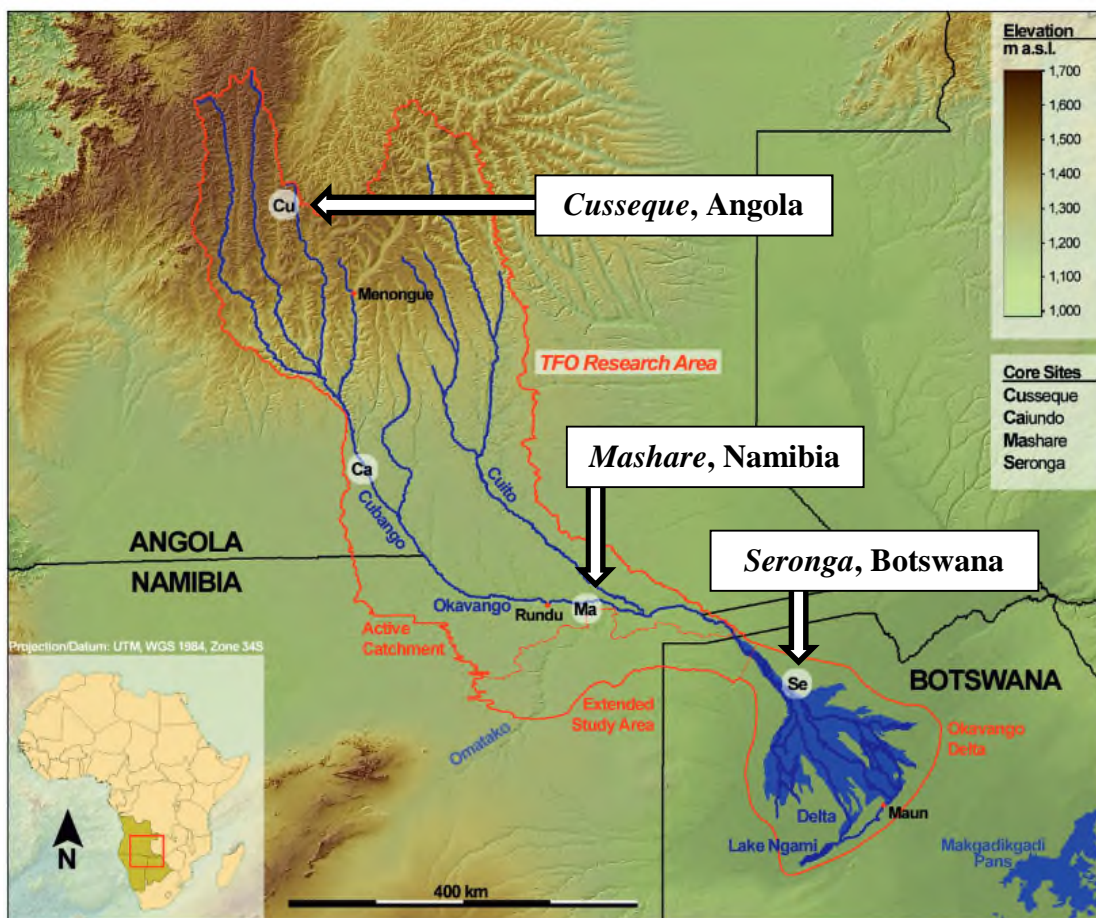 Elevation
m a.s.l.
1,700
1,600
1,500
1,400
1,300
1,200
1,100
1,000
Cu
Cusseque, Angola
Menongue
TFO Research Area
Core Sites
Cusseque
Caiundo
Mashare
Seronga
Mashare, Namibia
Ca
Cuito
Cubango
ANGOLA
NAMIBIA
Seronga, Botswana
Okavango
Rundu
Ma
Active
Catchment
Projection/Datum: UTM, WGS 1984, Zone 34S
Se
BOTSWANA
Extended
Study Area
Okavango
Delta
Omatako
Delta
Maun
Lake Ngami
Makgadikgadi
Pans
N
400 km